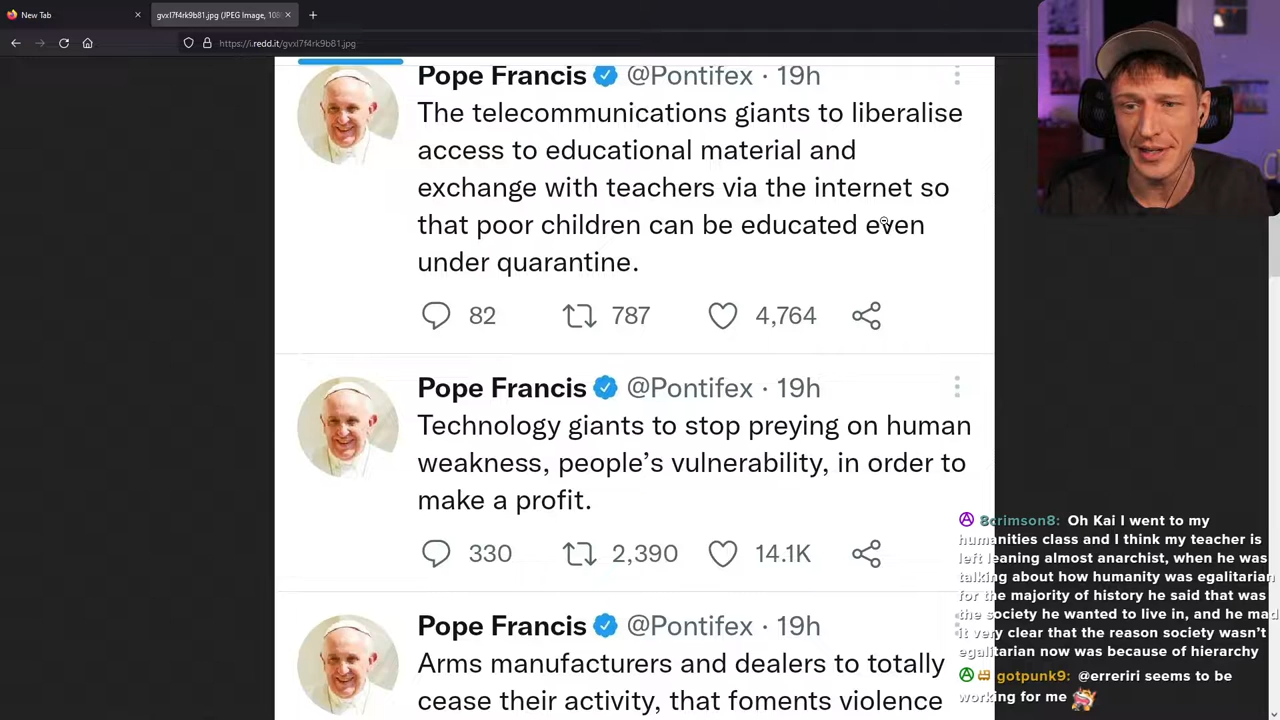 New Tab
gvxl7f4rk9b81.jpg (JPEG Image, 108
https://i.redd.it/gvxl7f4rk9b81.jpg
Pope Francis @Pontifex · 19h
The telecommunications giants to liberalise
access to educational material and
exchange with teachers via the internet so
that poor children can be educated even
under quarantine.
82 787 4,764
Pope Francis @Pontifex · 19h
Technology giants to stop preying on human
weakness, people's vulnerability, in order to
make a profit.
330 2,390 14.1K
Pope Francis @Pontifex · 19h
Arms manufacturers and dealers to totally
cease their activity, that foments violence
8crimson8: Oh Kai I went to my
humanities class and I think my teacher is
left leaning almost anarchist, when he was
talking about how humanity was egalitarian
for the majority of history he said that was
the society he wanted to live in, and he mad
it very clear that the reason society wasn't
egalitarian now was because of hierarchy
gotpunk9: @erreriri seems to be
working for me